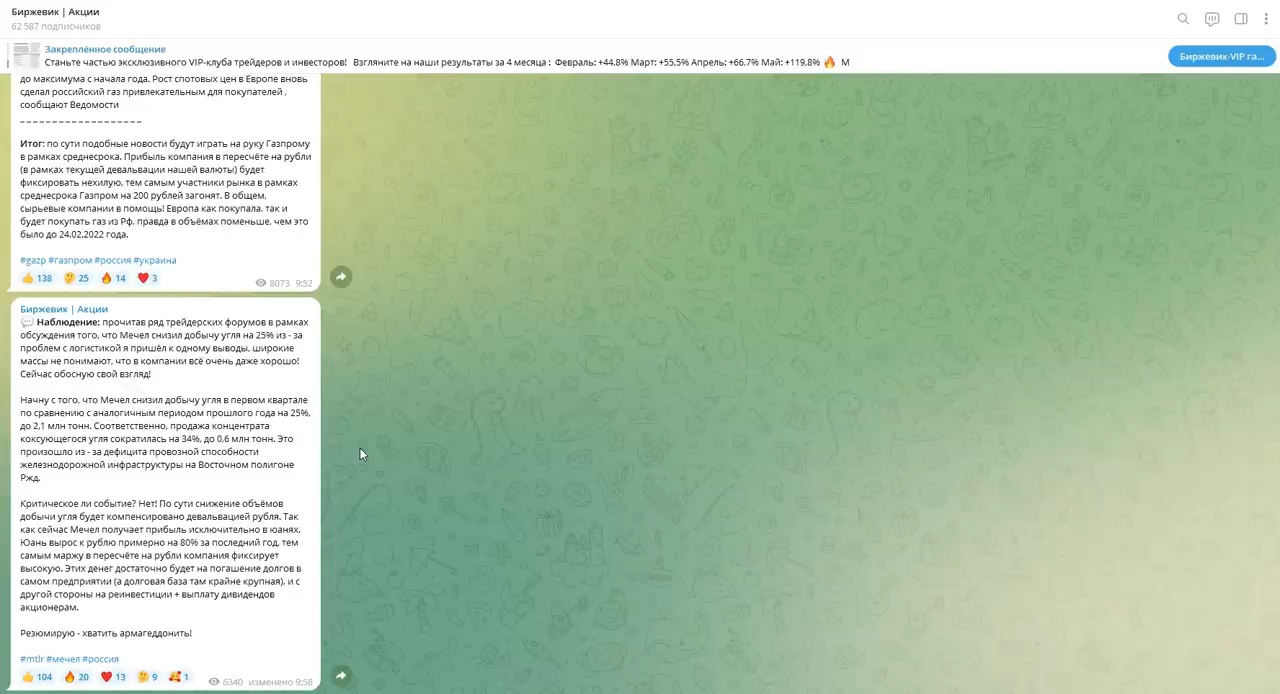 Биржевик | Акции
62 587 подписчиков
Закреплённое сообщение
Станьте частью эксклюзивного VIP-клуба трейдеров и инвесторов! Взгляните на наши результаты за 4 месяца : Февраль: +44,8% Март: +55,5% Апрель: +66.7% Май: +119.8% 🔥 М
Биржевик-VIP га...
до максимума с начала года. Рост спотовых цен в Европе вновь
сделал российский газ привлекательным для покупателей ,
сообщают Ведомости
_ _ _ _ _ _ _ _ _ _ _ _ _ _ _ _ _ _ _
Итог: по сути подобные новости будут играть на руку Газпрому
в рамках среднесрока. Прибыль компания в пересчёте на рубли
(в рамках текущей девальвации нашей валюты) будет
фиксировать нехилую, тем самым участники рынка в рамках
среднесрока Газпром на 200 рублей загонят. В общем,
сырьевые компании в помощь! Европа как покупала, так и
будет покупать газ из Рф, правда в объёмах поменьше, чем это
было до 24.02.2022 года.
#gazp #газпром #россия #украина
👍 138 🤔 25 🔥 14 ❤️ 3 8073 9:52
Биржевик | Акции
💬 Наблюдение: прочитав ряд трейдерских форумов в рамках
обсуждения того, что Мечел снизил добычу угля на 25% из - за
проблем с логистикой я пришёл к одному выводы, широкие
массы не понимают, что в компании всё очень даже хорошо!
Сейчас обосную свой взгляд!
Начну с того, что Мечел снизил добычу угля в первом квартале
по сравнению с аналогичным периодом прошлого года на 25%,
до 2,1 млн тонн. Соответственно, продажа концентрата
коксующегося угля сократилась на 34%, до 0,6 млн тонн. Это
произошло из - за дефицита провозной способности
железнодорожной инфраструктуры на Восточном полигоне
Ржд.
Критическое ли событие? Нет! По сути снижение объёмов
добычи угля будет компенсировано девальвацией рубля. Так
как сейчас Мечел получает прибыль исключительно в юанях.
Юань вырос к рублю примерно на 80% за последний год, тем
самым маржу в пересчёте на рубли компания фиксирует
высокую. Этих денег достаточно будет на погашение долгов в
самом предприятии (а долговая база там крайне крупная), и с
другой стороны на реинвестиции + выплату дивидендов
акционерам.
Резюмирую - хватить армагеддонить!
#mtlr #мечел #россия
👍 104 🔥 20 ❤️ 13 🤔 9 🥰 1 6340 изменено 9:58